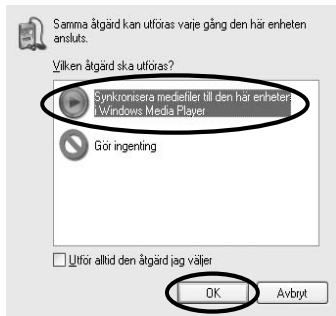 Samma åtgärd kan utföras varje gång den här enheten
ansluts.
Vilken åtgärd ska utföras?
Synkronisera mediefiler till den här enheten
i Windows Media Player
Gör ingenting
Utför alltid den åtgärd jag väljer
OK
Avbryt